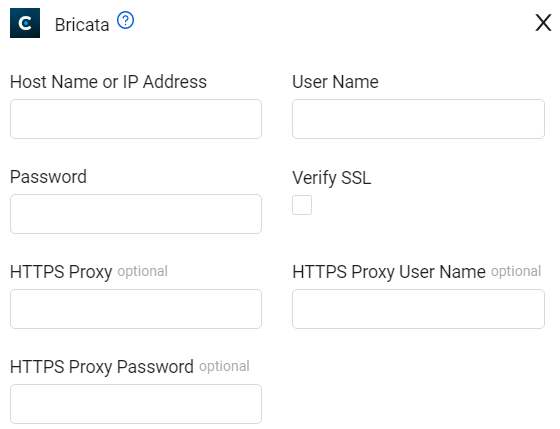 C Bricata ? X
Host Name or IP Address User Name
Password Verify SSL
HTTPS Proxy optional HTTPS Proxy User Name optional
HTTPS Proxy Password optional